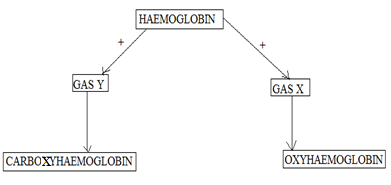 HAEMOGLOBIN
+ +
GAS Y GAS X
CARBOXYHAEMOGLOBIN OXYHAEMOGLOBIN